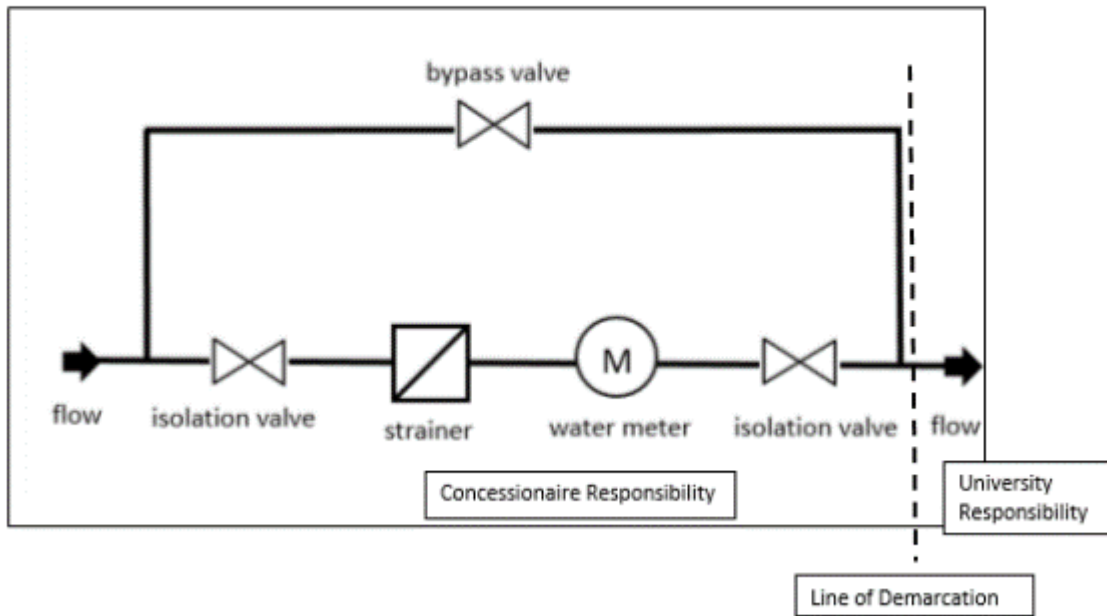 bypass valve
M
flow
isolation valve
strainer
water meter
isolation valve
flow
Concessionaire Responsibility
University
Responsibility
Line of Demarcation